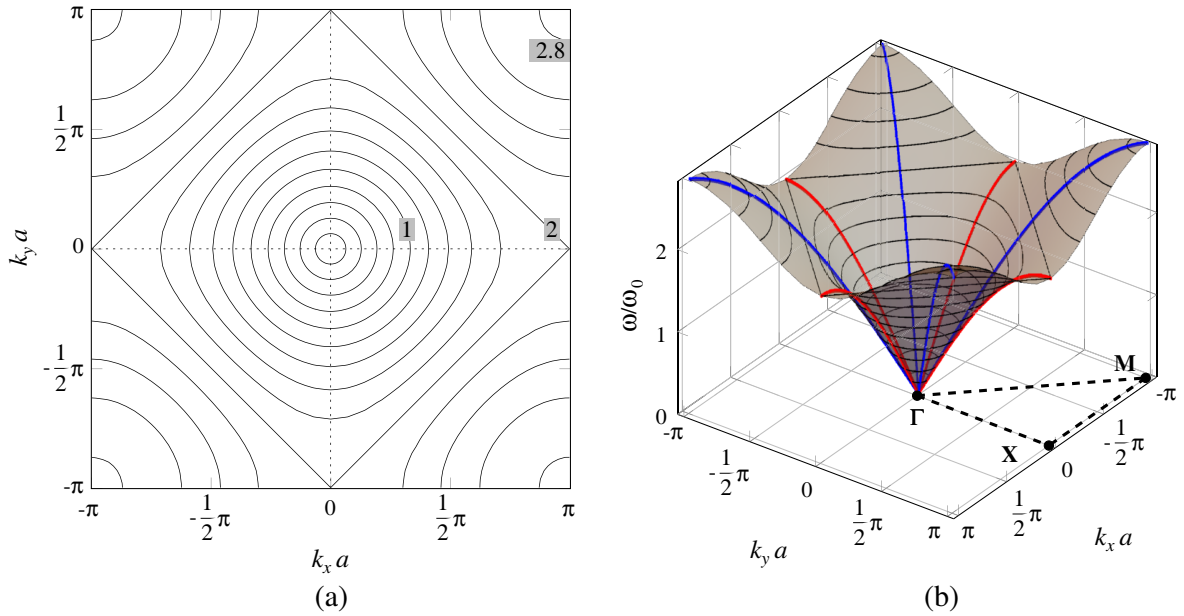 π
2.8
1/2 π
k_y a
0
1
2
-1/2 π
-π
-π
-1/2 π
0
1/2 π
π
k_x a
(a)
ω/ω₀
2
1
0
Γ
X
M
-π
-1/2 π
0
1/2 π
π
k_y a
π
1/2 π
0
-1/2 π
-π
k_x a
(b)